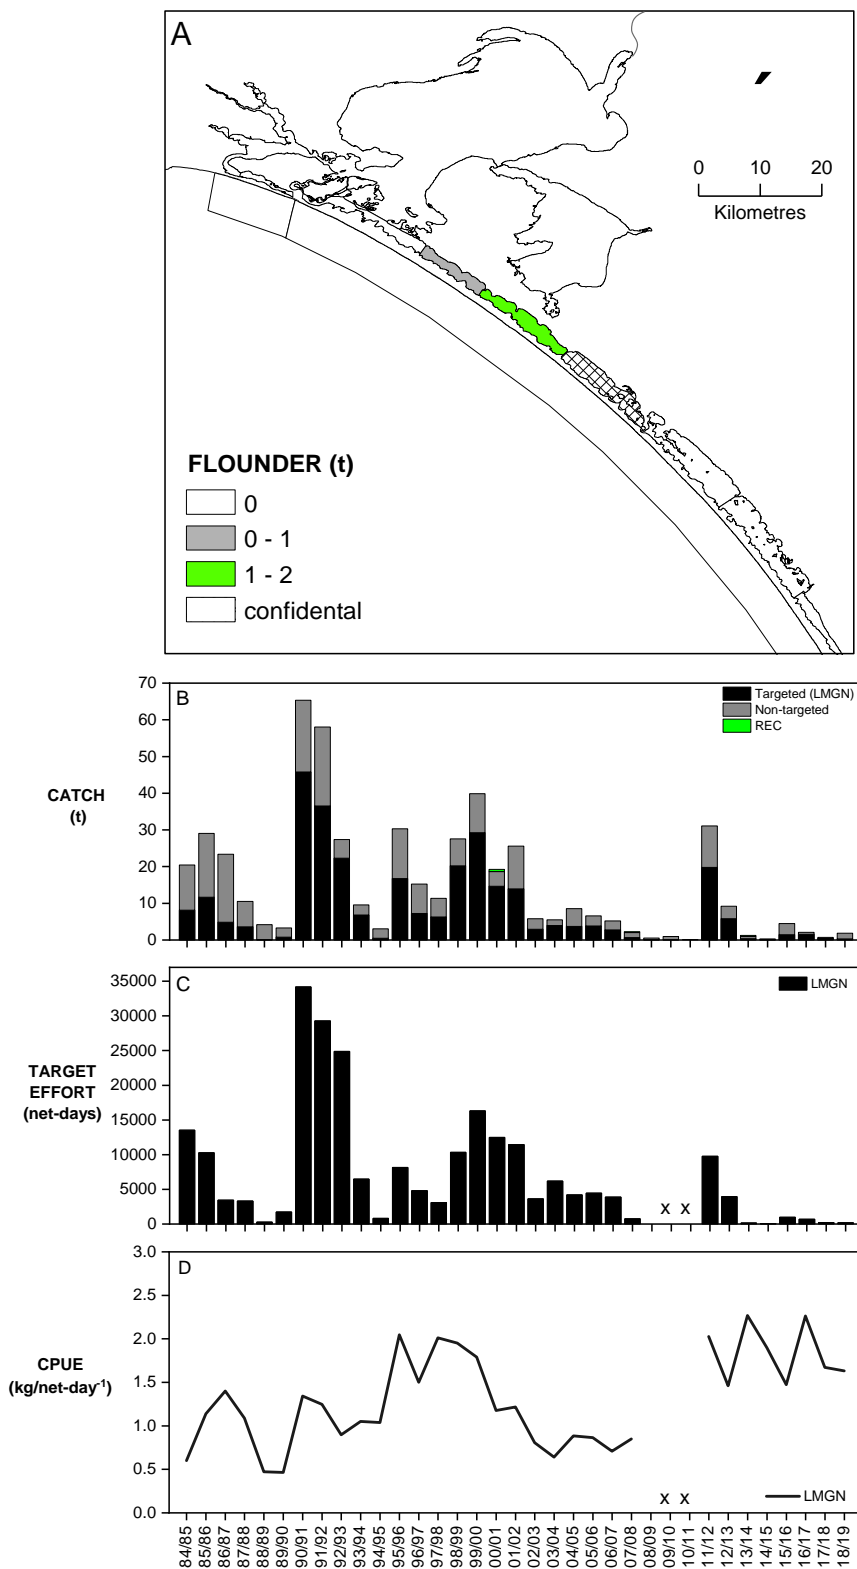 A
0 10 20
Kilometres
FLOUNDER (t)
0
0 - 1
1 - 2
confidental
B
Targeted (LMGN)
Non-targeted
REC
CATCH
(t)
70
60
50
40
30
20
10
0
C
LMGN
TARGET
EFFORT
(net-days)
35000
30000
25000
20000
15000
10000
5000
0
x x
D
CPUE
(kg/net-day-1)
3.0
2.5
2.0
1.5
1.0
0.5
0.0
x x
LMGN
84/85
85/86
86/87
87/88
88/89
89/90
90/91
91/92
92/93
93/94
94/95
95/96
96/97
97/98
98/99
99/00
00/01
01/02
02/03
03/04
04/05
05/06
06/07
07/08
08/09
09/10
10/11
11/12
12/13
13/14
14/15
15/16
16/17
17/18
18/19